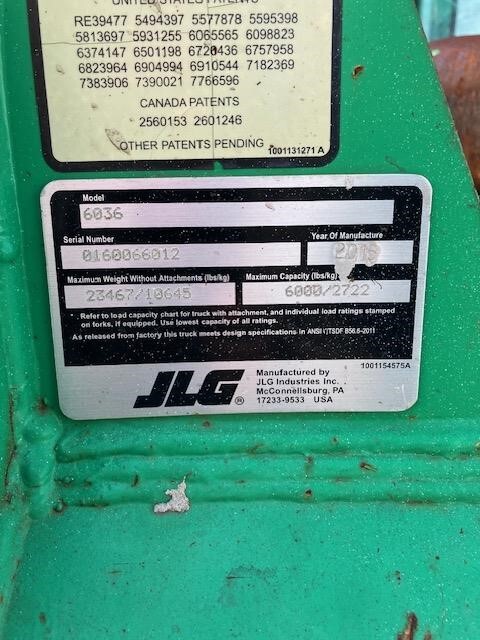 UNITED STATES PATENTS
RE39477 5494397 5577878 5595398
5813697 5931255 6065565 6098823
6374147 6501198 6720436 6757958
6823964 6904994 6910544 7182369
7383906 7390021 7766596
CANADA PATENTS
2560153 2601246
OTHER PATENTS PENDING
1001131271 A
Model
6036
Serial Number
0160066012
Year Of Manufacture
Maximum Weight Without Attachments (lbs/kg)
23467/10645
Maximum Capacity (lbs/kg)
6000/2722
. Refer to load capacity chart for truck with attachment, and individual load ratings stamped
on forks, if equipped. Use lowest capacity of all ratings.
As released from factory this truck meets design specifications in ANSI \ITSDF B56.6-2011
1001154575A
JLG®
Manufactured by
JLG Industries Inc.
McConnellsburg, PA
17233-9533 USA